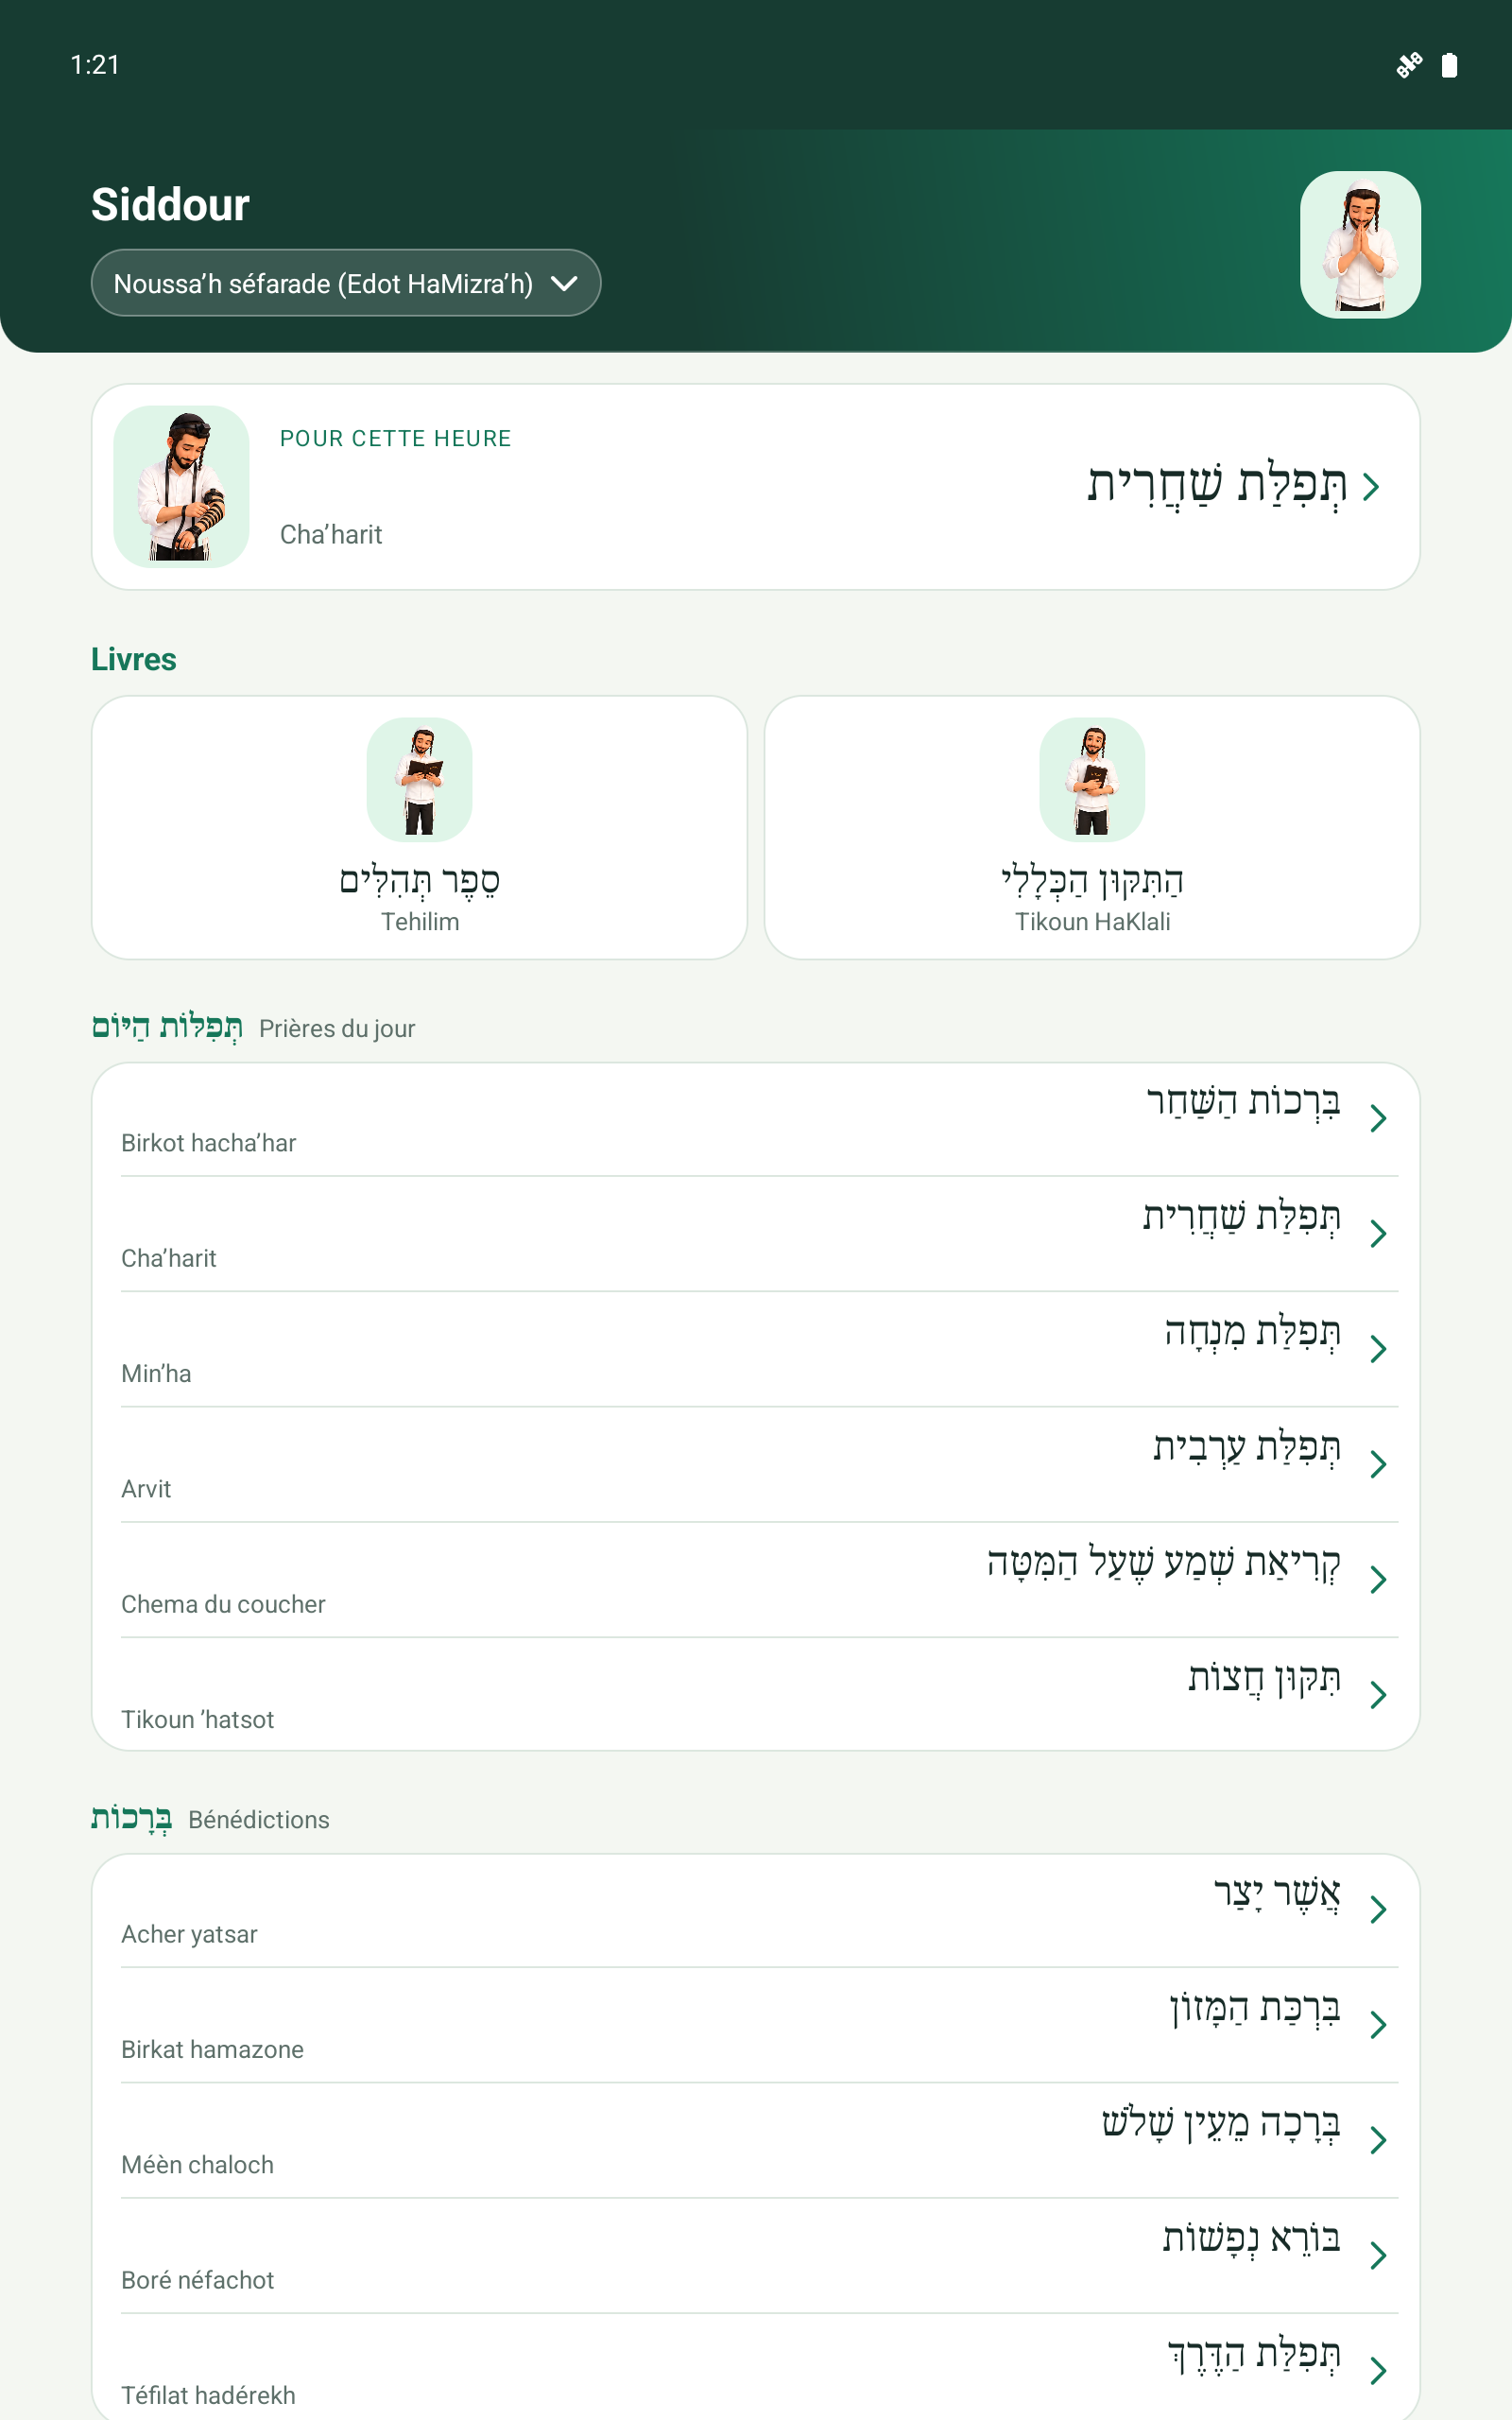 1:21
Siddour
Noussa’h séfarade (Edot HaMizra’h)
POUR CETTE HEURE
תְּפִלַּת שַׁחֲרִית
Cha’harit
Livres
סֵפֶר תְּהִלִּים
Tehilim
הַתִּקּוּן הַכְּלָלִי
Tikoun HaKlali
תְּפִלּוֹת הַיּוֹם Prières du jour
בִּרְכוֹת הַשַּׁחַר
Birkot hacha’har
תְּפִלַּת שַׁחֲרִית
Cha’harit
תְּפִלַּת מִנְחָה
Min’ha
תְּפִלַּת עַרְבִית
Arvit
קְרִיאַת שְׁמַע שֶׁעַל הַמִּטָּה
Chema du coucher
תִּקּוּן חֲצוֹת
Tikoun ’hatsot
בְּרָכוֹת Bénédictions
אֲשֶׁר יָצַר
Acher yatsar
בִּרְכַּת הַמָּזוֹן
Birkat hamazone
בְּרָכָה מֵעֵין שָׁלֹשׁ
Méèn chaloch
בּוֹרֵא נְפָשׁוֹת
Boré néfachot
תְּפִלַּת הַדֶּרֶךְ
Téfilat hadérekh